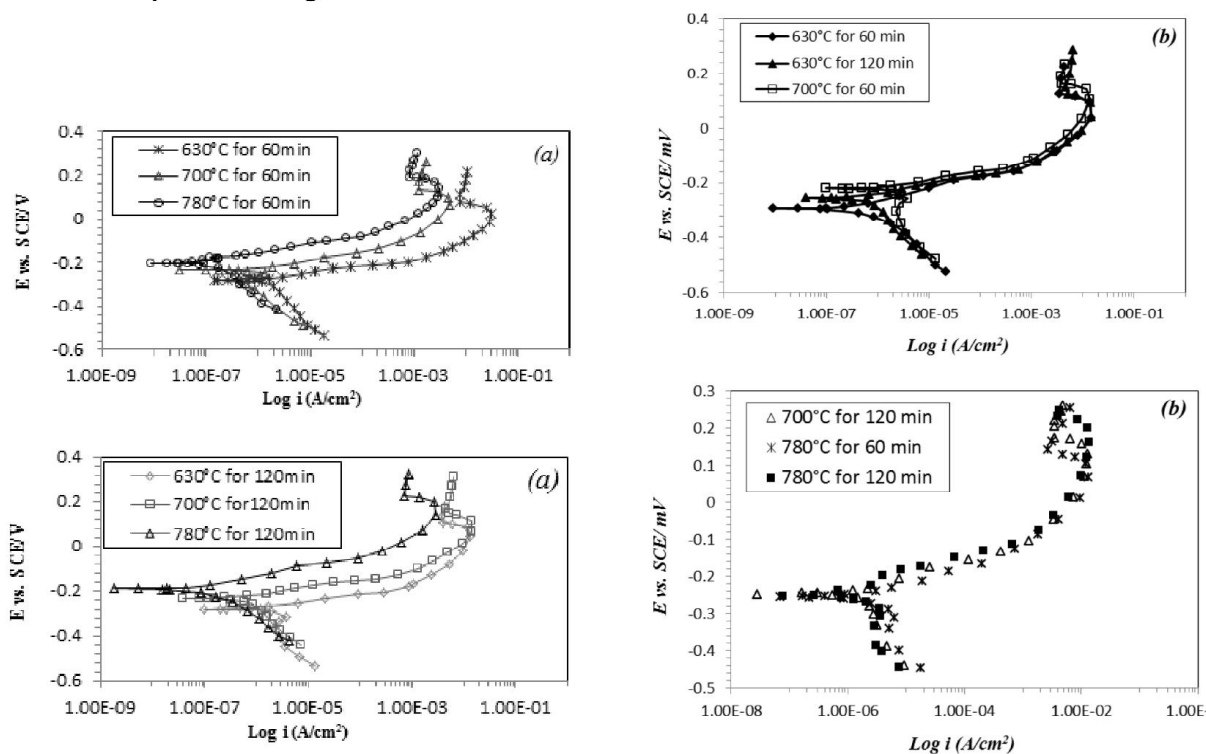 0.4
0.2
0
-0.2
-0.4
-0.6
E vs. SCE/V
630°C for 60min
700°C for 60min
780°C for 60min
(a)
1.00E-09 1.00E-07 1.00E-05 1.00E-03 1.00E-01
Log i (A/cm²)
0.4
0.2
0
-0.2
-0.4
-0.6
E vs. SCE/V
630°C for 120min
700°C for 120min
780°C for 120min
(a)
1.00E-09 1.00E-07 1.00E-05 1.00E-03 1.00E-01
Log i (A/cm²)
0.4
0.2
0
-0.2
-0.4
-0.6
E vs. SCE/ mV
630°C for 60 min
630°C for 120 min
700°C for 60 min
(b)
1.00E-09 1.00E-07 1.00E-05 1.00E-03 1.00E-01
Log i (A/cm²)
0.3
0.2
0.1
0
-0.1
-0.2
-0.3
-0.4
-0.5
E vs. SCE/ mV
700°C for 120 min
780°C for 60 min
780°C for 120 min
(b)
1.00E-08 1.00E-06 1.00E-04 1.00E-02 1.00E-
Log i (A/cm²)